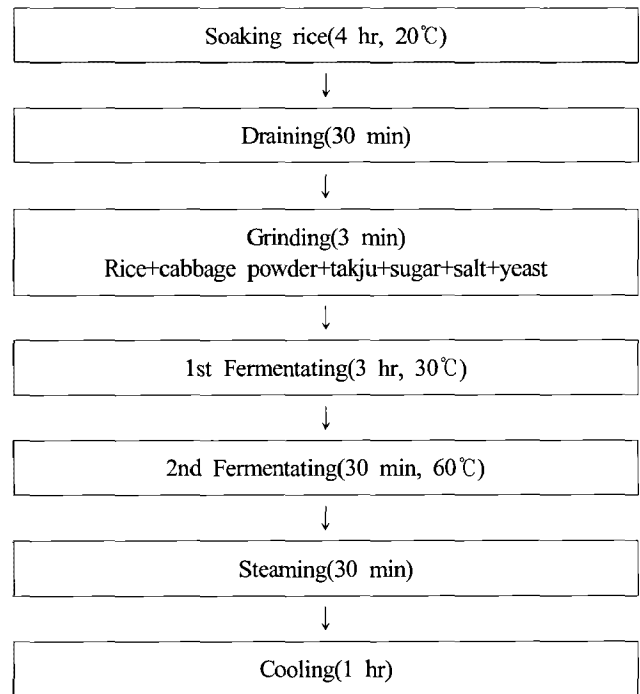 Soaking rice(4 hr, 20℃)
↓
Draining(30 min)
↓
Grinding(3 min)
Rice+cabbage powder+takju+sugar+salt+yeast
↓
1st Fermentating(3 hr, 30℃)
↓
2nd Fermentating(30 min, 60℃)
↓
Steaming(30 min)
↓
Cooling(1 hr)